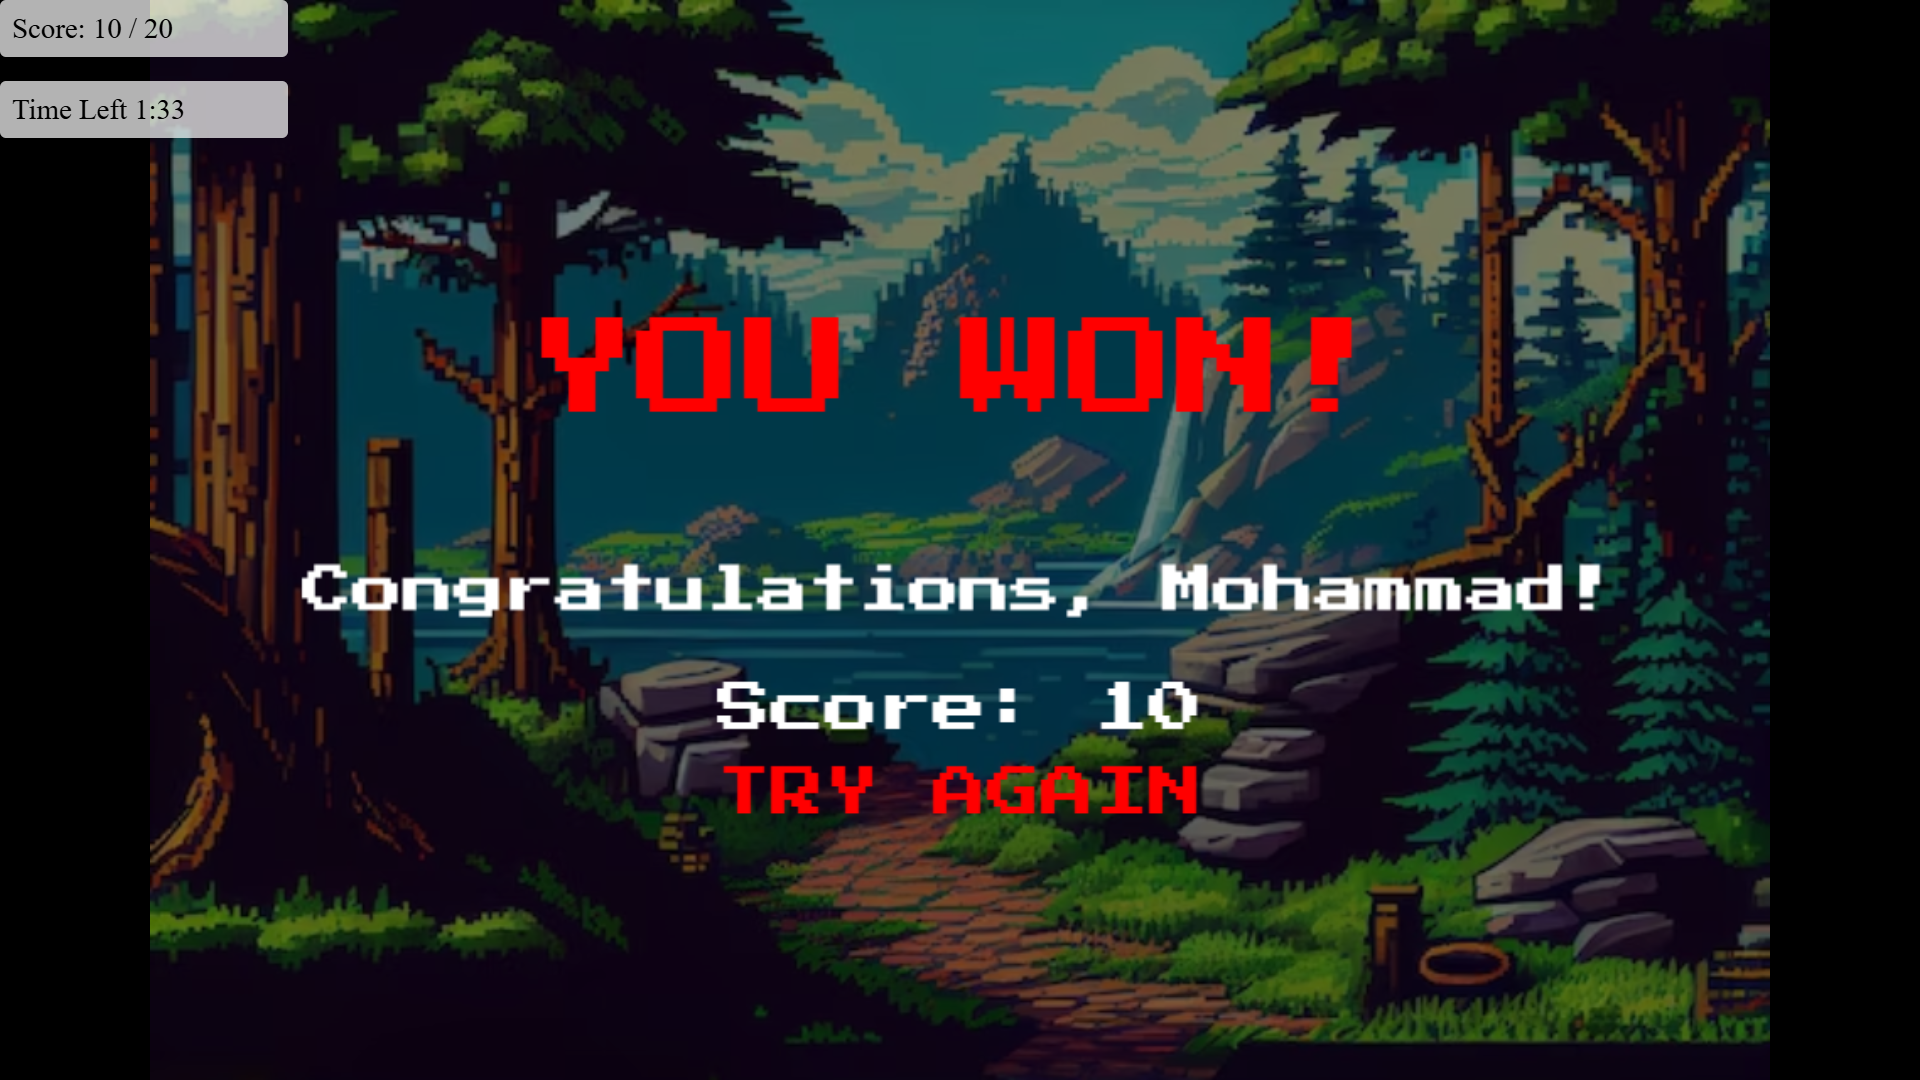 Score: 10 / 20
Time Left 1:33
YOU WON!
Congratulations, Mohammad!
Score: 10
TRY AGAIN